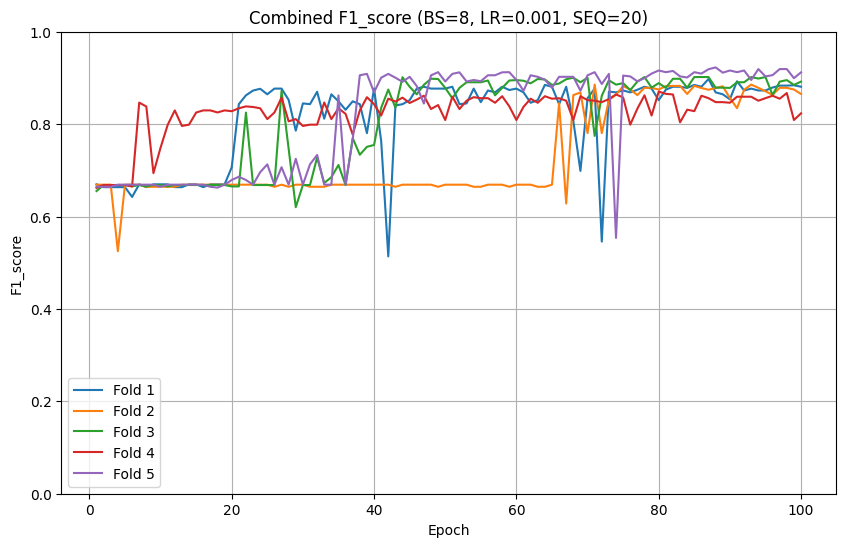 Combined F1_score (BS=8, LR=0.001, SEQ=20)
F1_score
1.0
0.8
0.6
0.4
0.2
0.0
Fold 1
Fold 2
Fold 3
Fold 4
Fold 5
0 20 40 60 80 100
Epoch